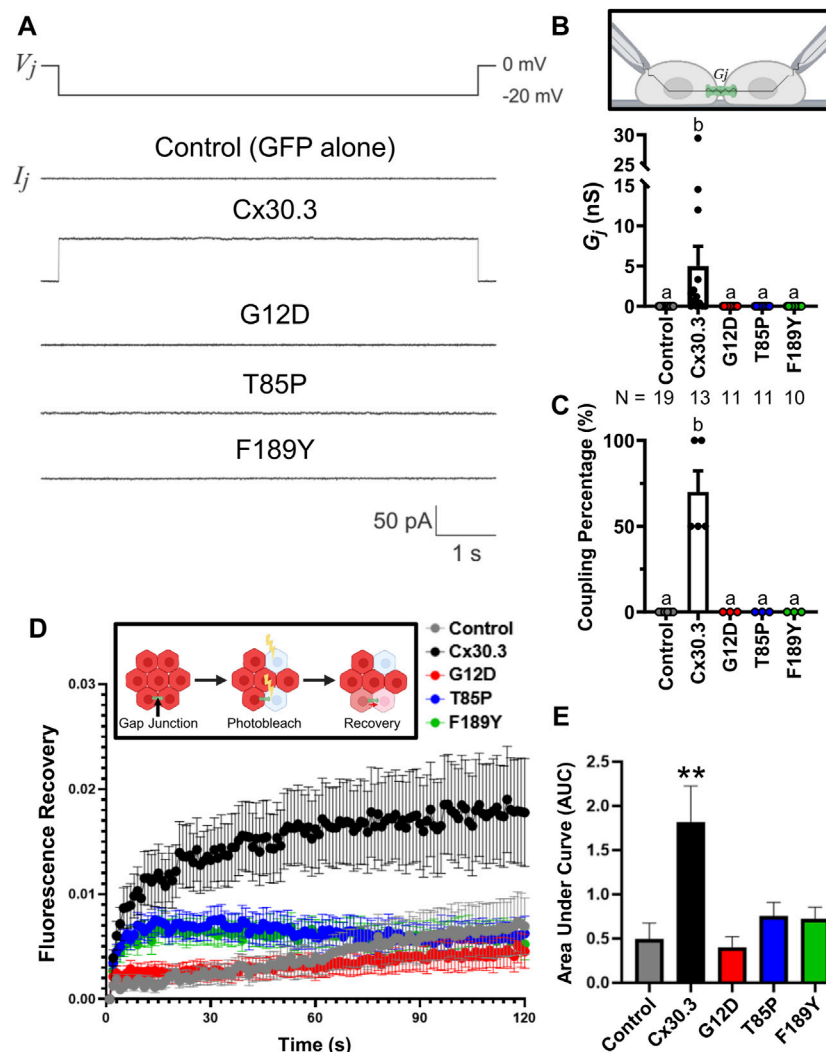 A
Vj
0 mV
-20 mV
Control (GFP alone)
Ij
Cx30.3
G12D
T85P
F189Y
50 pA
1 s
B
Gj
b
30
25
15
10
5
0
Gj (nS)
a
a
a
a
Control
Cx30.3
G12D
T85P
F189Y
N = 19 13 11 11 10
C
b
100
50
0
Coupling Percentage (%)
a
a
a
a
Control
Cx30.3
G12D
T85P
F189Y
D
Control
Cx30.3
G12D
T85P
F189Y
Gap Junction
Photobleach
Recovery
0.03
0.02
0.01
0.00
Fluorescence Recovery
0 30 60 90 120
Time (s)
E
**
2.5
2.0
1.5
1.0
0.5
0.0
Area Under Curve (AUC)
Control
Cx30.3
G12D
T85P
F189Y